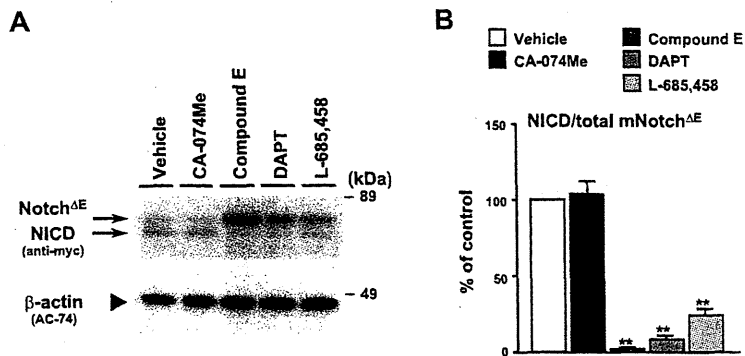 A
Vehicle
CA-074Me
Compound E
DAPT
L-685,458
(kDa)
89
Notch^ΔE
NICD
(anti-myc)
β-actin
(AC-74)
49
B
Vehicle
CA-074Me
Compound E
DAPT
L-685,458
NICD/total mNotch^ΔE
% of control
150
100
50
0
**
**
**